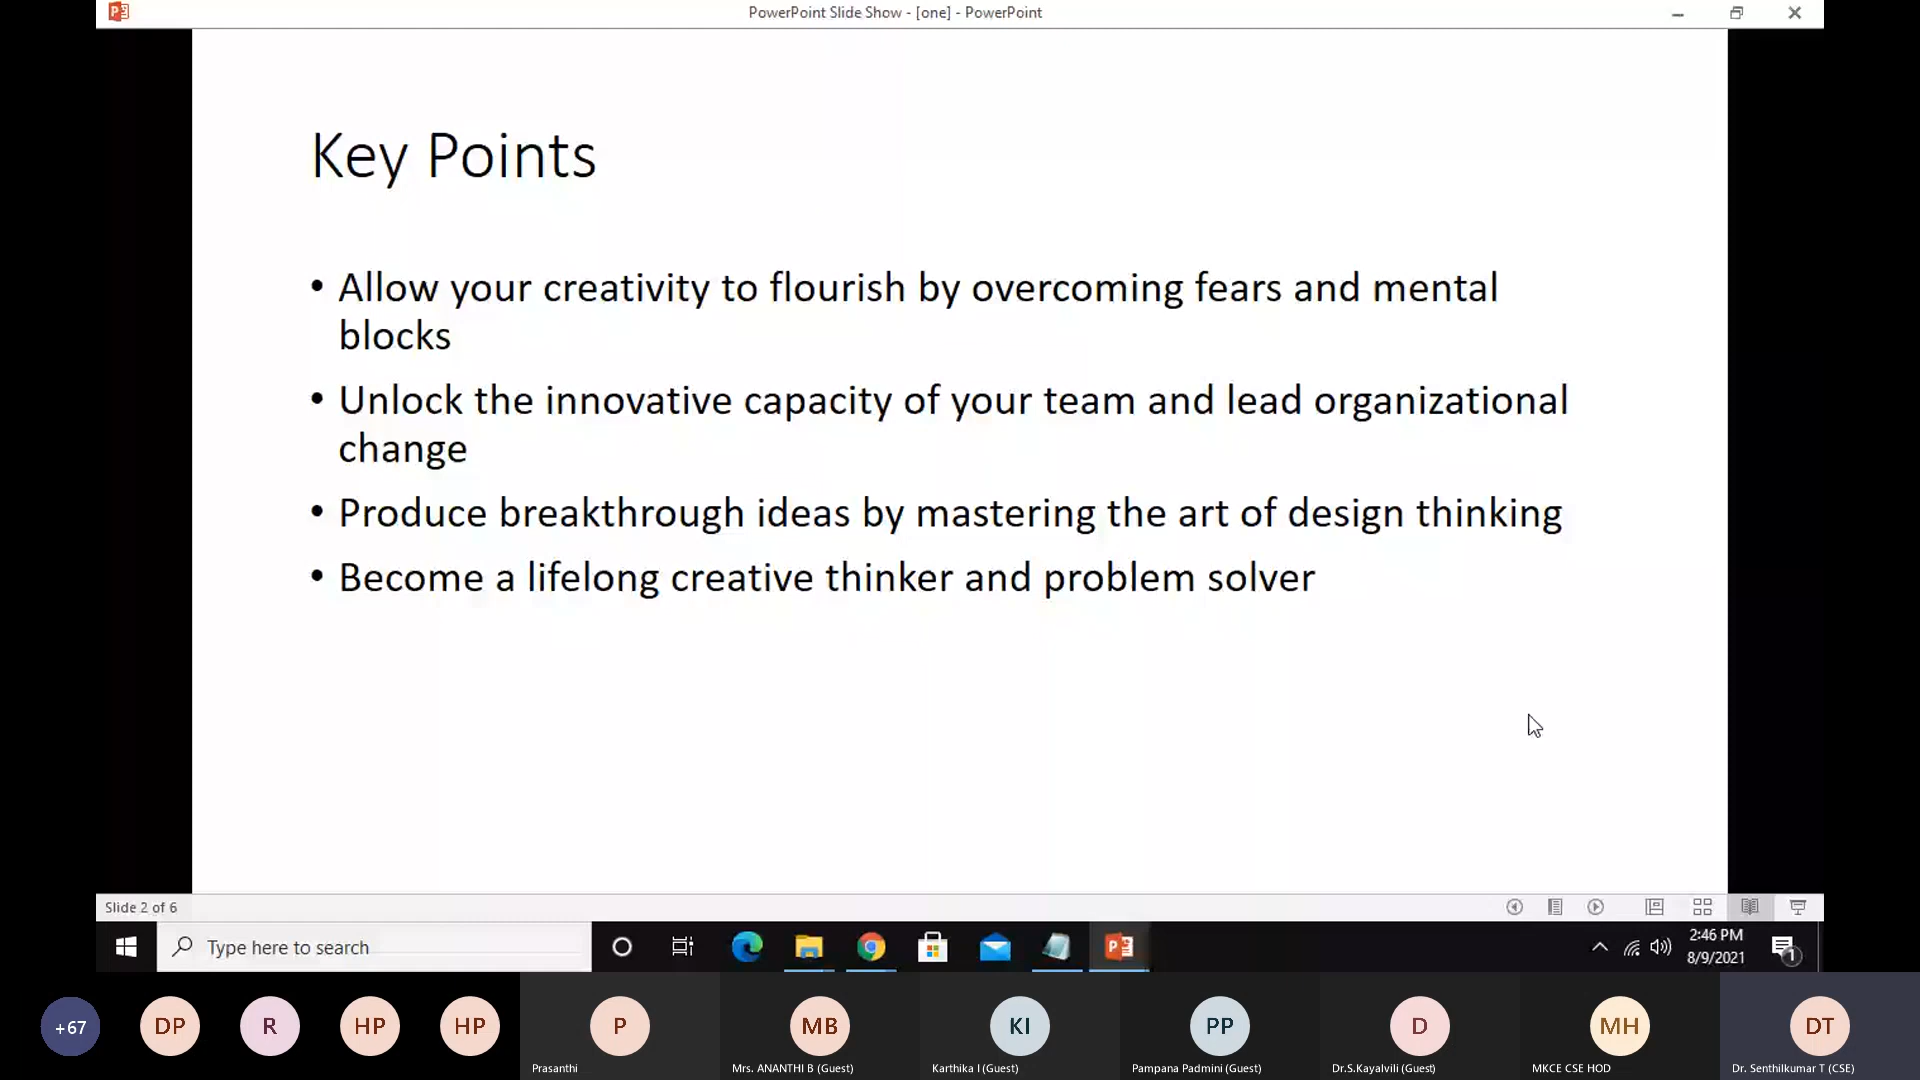 PowerPoint Slide Show - [one] - PowerPoint
Key Points
• Allow your creativity to flourish by overcoming fears and mental
blocks
• Unlock the innovative capacity of your team and lead organizational
change
• Produce breakthrough ideas by mastering the art of design thinking
• Become a lifelong creative thinker and problem solver
Slide 2 of 6
Type here to search
2:46 PM
8/9/2021
1
+67
DP
R
HP
HP
P
MB
KI
PP
D
MH
DT
Prasanthi
Mrs. ANANTHI B (Guest)
Karthika I (Guest)
Pampana Padmini (Guest)
Dr.S.Kayalvili (Guest)
MKCE CSE HOD
Dr. Senthilkumar T (CSE)